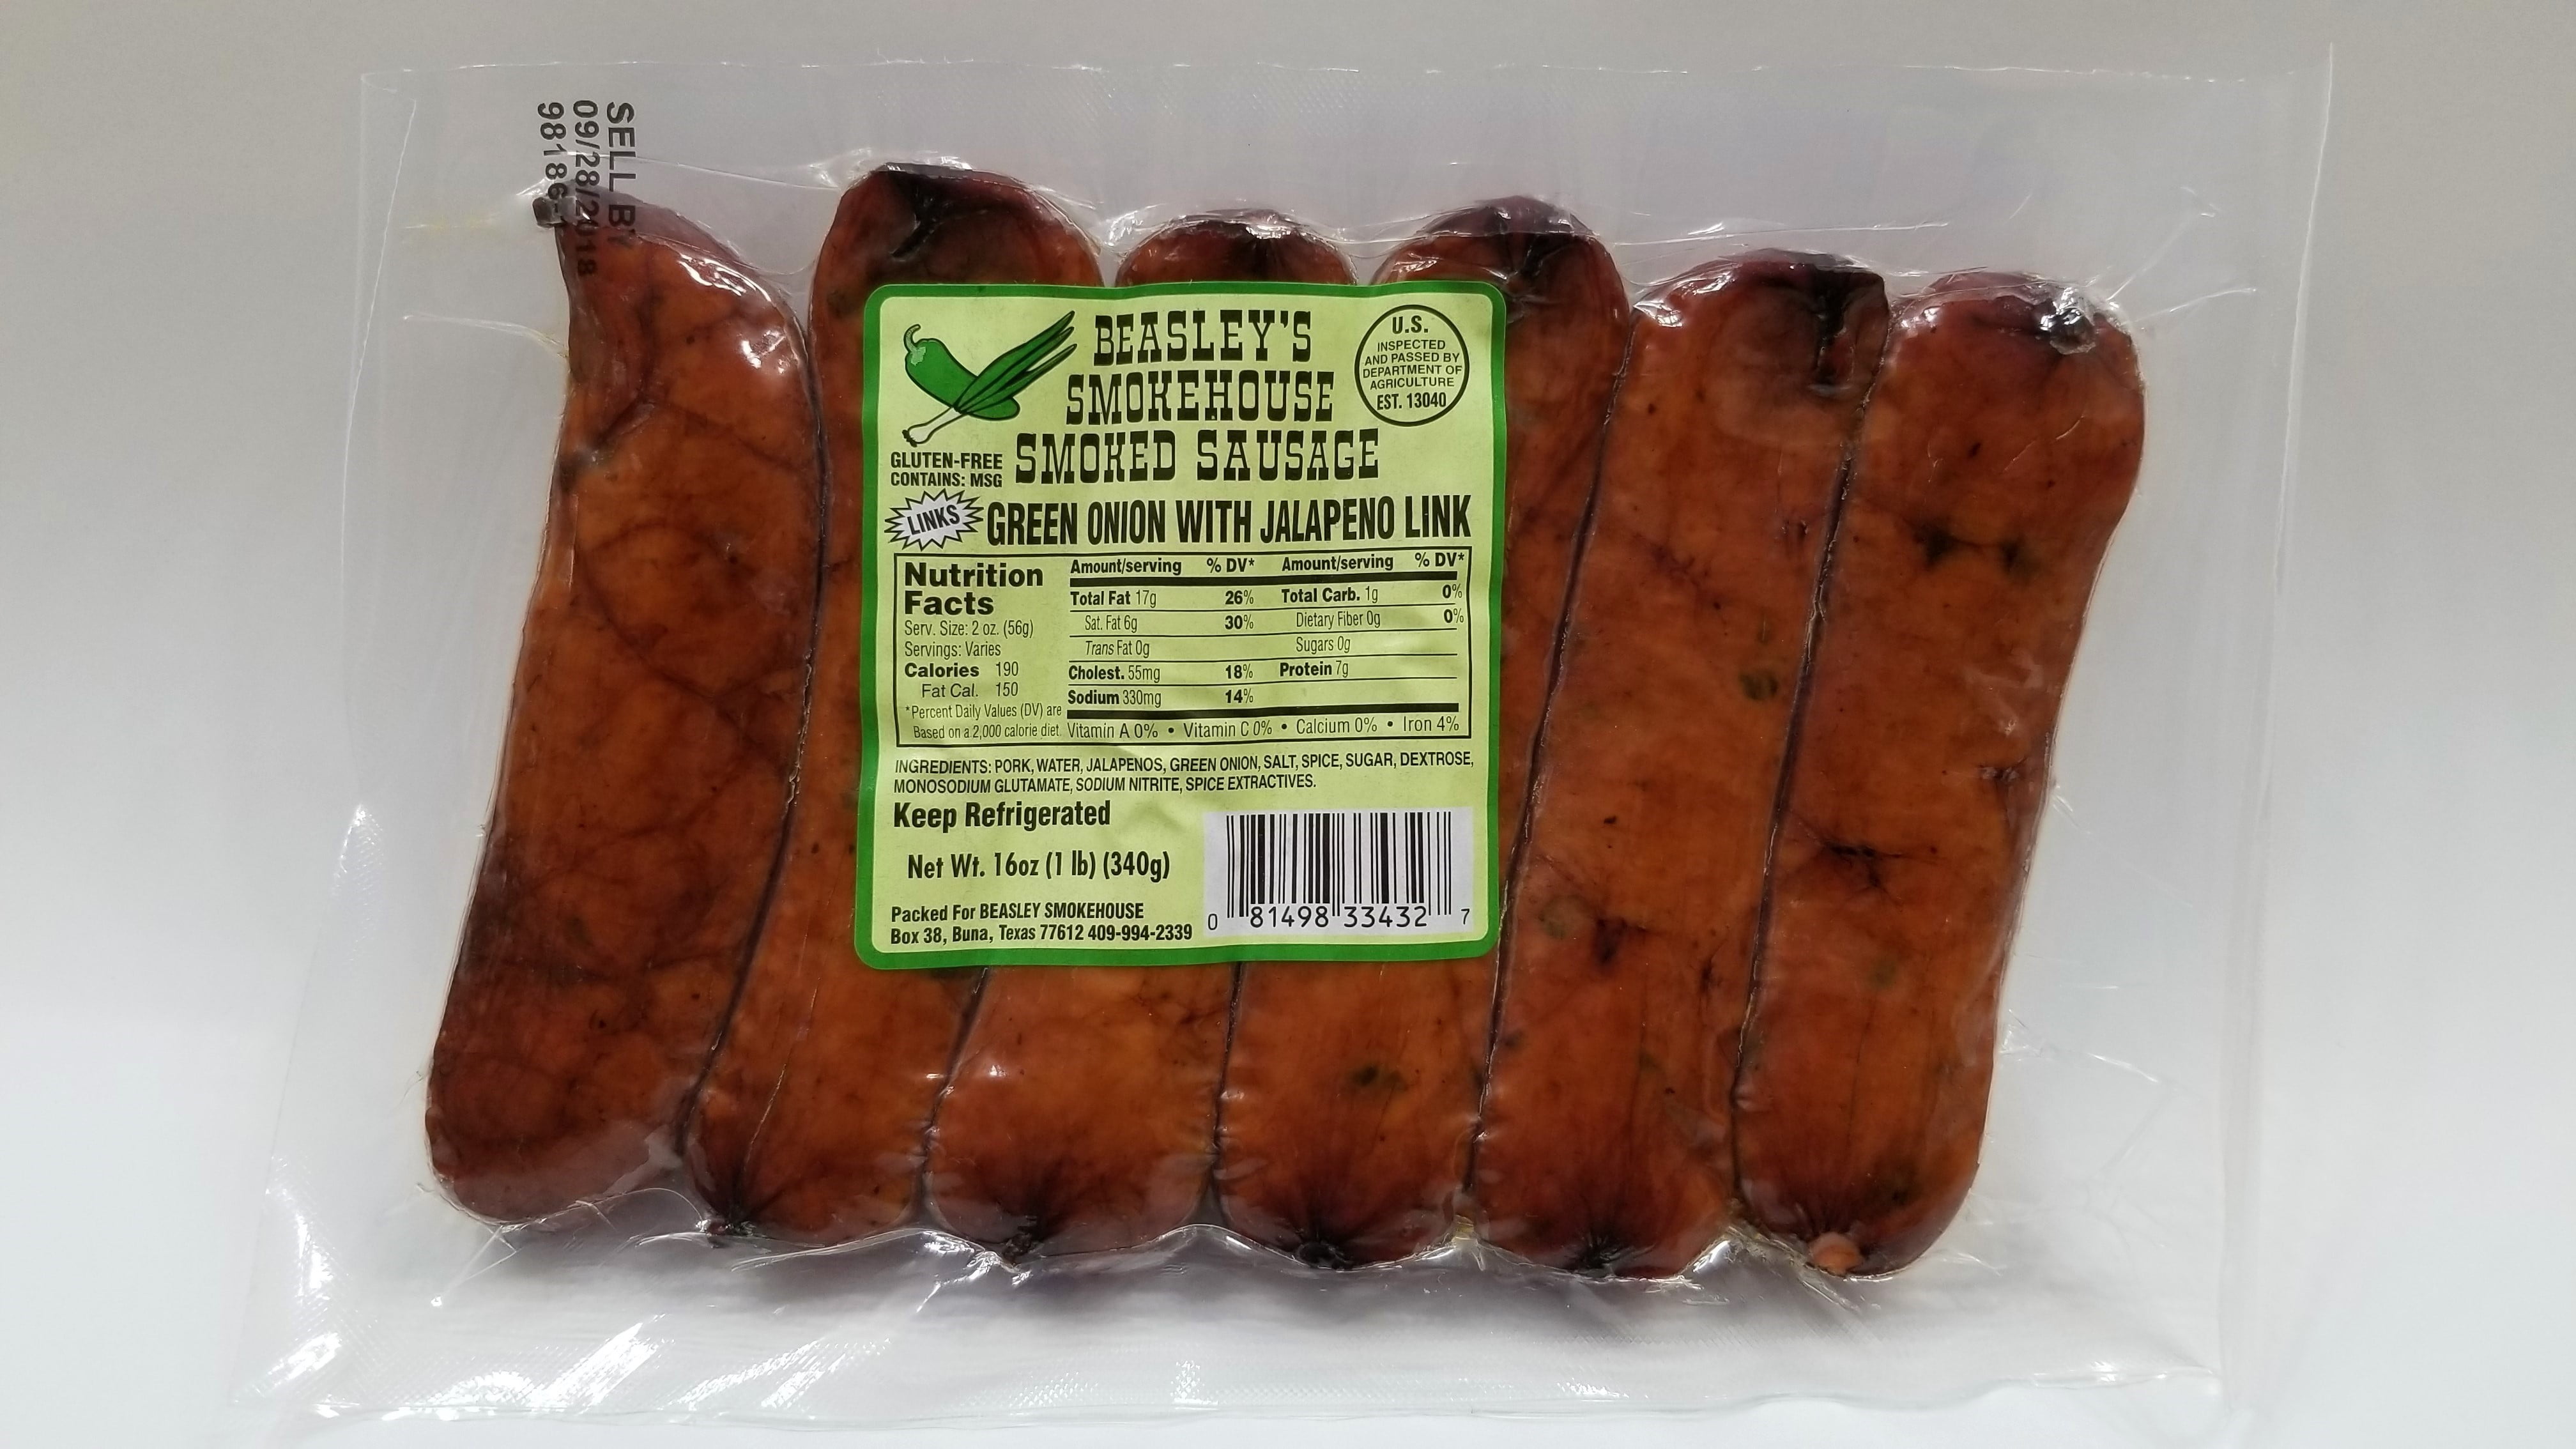 SELL BY
09/28/2018
98186
BEASLEY'S
SMOKEHOUSE
SMOKED SAUSAGE
U.S.
INSPECTED
AND PASSED BY
DEPARTMENT OF
AGRICULTURE
EST. 13040
GLUTEN-FREE
CONTAINS: MSG
LINKS
GREEN ONION WITH JALAPENO LINK
Nutrition
Facts
Serv. Size: 2 oz. (56g)
Servings: Varies
Calories 190
Fat Cal. 150
*Percent Daily Values (DV) are
Based on a 2,000 calorie diet.
Amount/serving % DV* Amount/serving % DV*
Total Fat 17g 26% Total Carb. 1g 0%
Sat. Fat 6g 30% Dietary Fiber 0g 0%
Trans Fat 0g Sugars 0g
Cholest. 55mg 18% Protein 7g
Sodium 330mg 14%
Vitamin A 0% • Vitamin C 0% • Calcium 0% • Iron 4%
INGREDIENTS: PORK, WATER, JALAPENOS, GREEN ONION, SALT, SPICE, SUGAR, DEXTROSE,
MONOSODIUM GLUTAMATE, SODIUM NITRITE, SPICE EXTRACTIVES.
Keep Refrigerated
Net Wt. 16oz (1 lb) (340g)
Packed For BEASLEY SMOKEHOUSE
Box 38, Buna, Texas 77612 409-994-2339
0 81498 33432 7